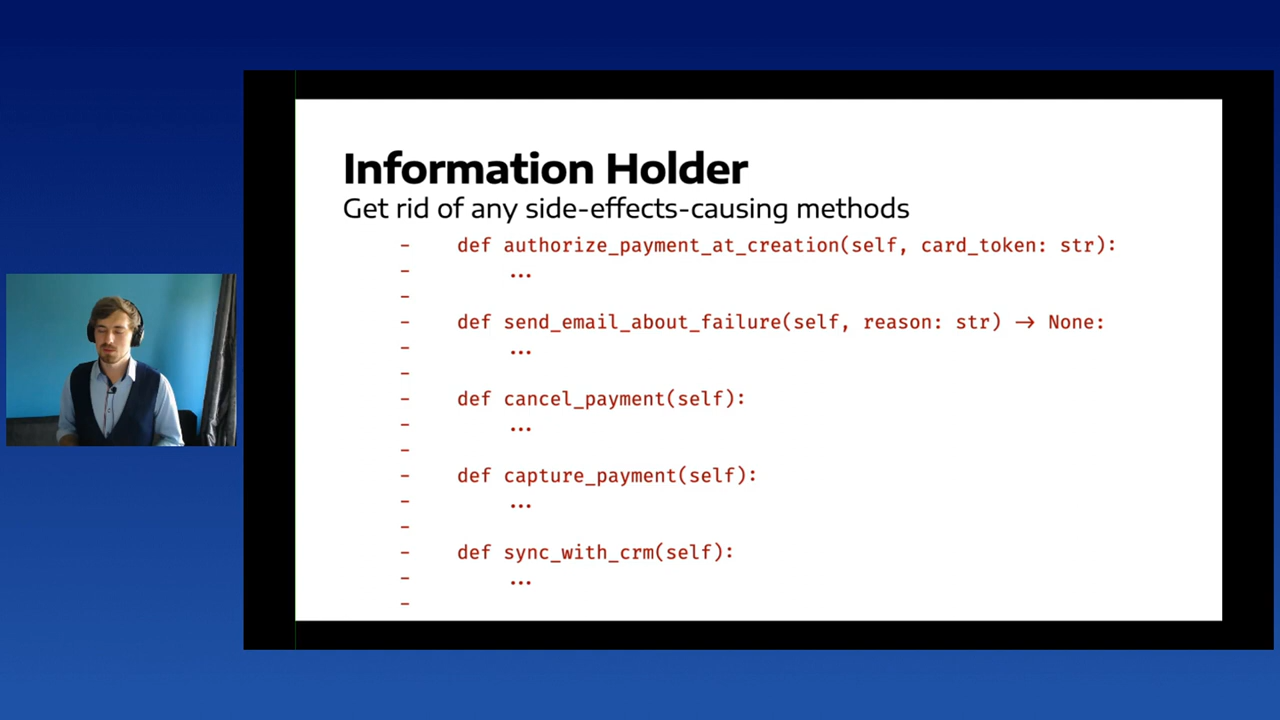 Information Holder
Get rid of any side-effects-causing methods
-    def authorize_payment_at_creation(self, card_token: str):
-        ...
-
-    def send_email_about_failure(self, reason: str) → None:
-        ...
-
-    def cancel_payment(self):
-        ...
-
-    def capture_payment(self):
-        ...
-
-    def sync_with_crm(self):
-        ...
-